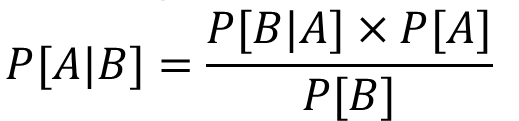 P[A|B] = P[B|A] × P[A] / P[B]